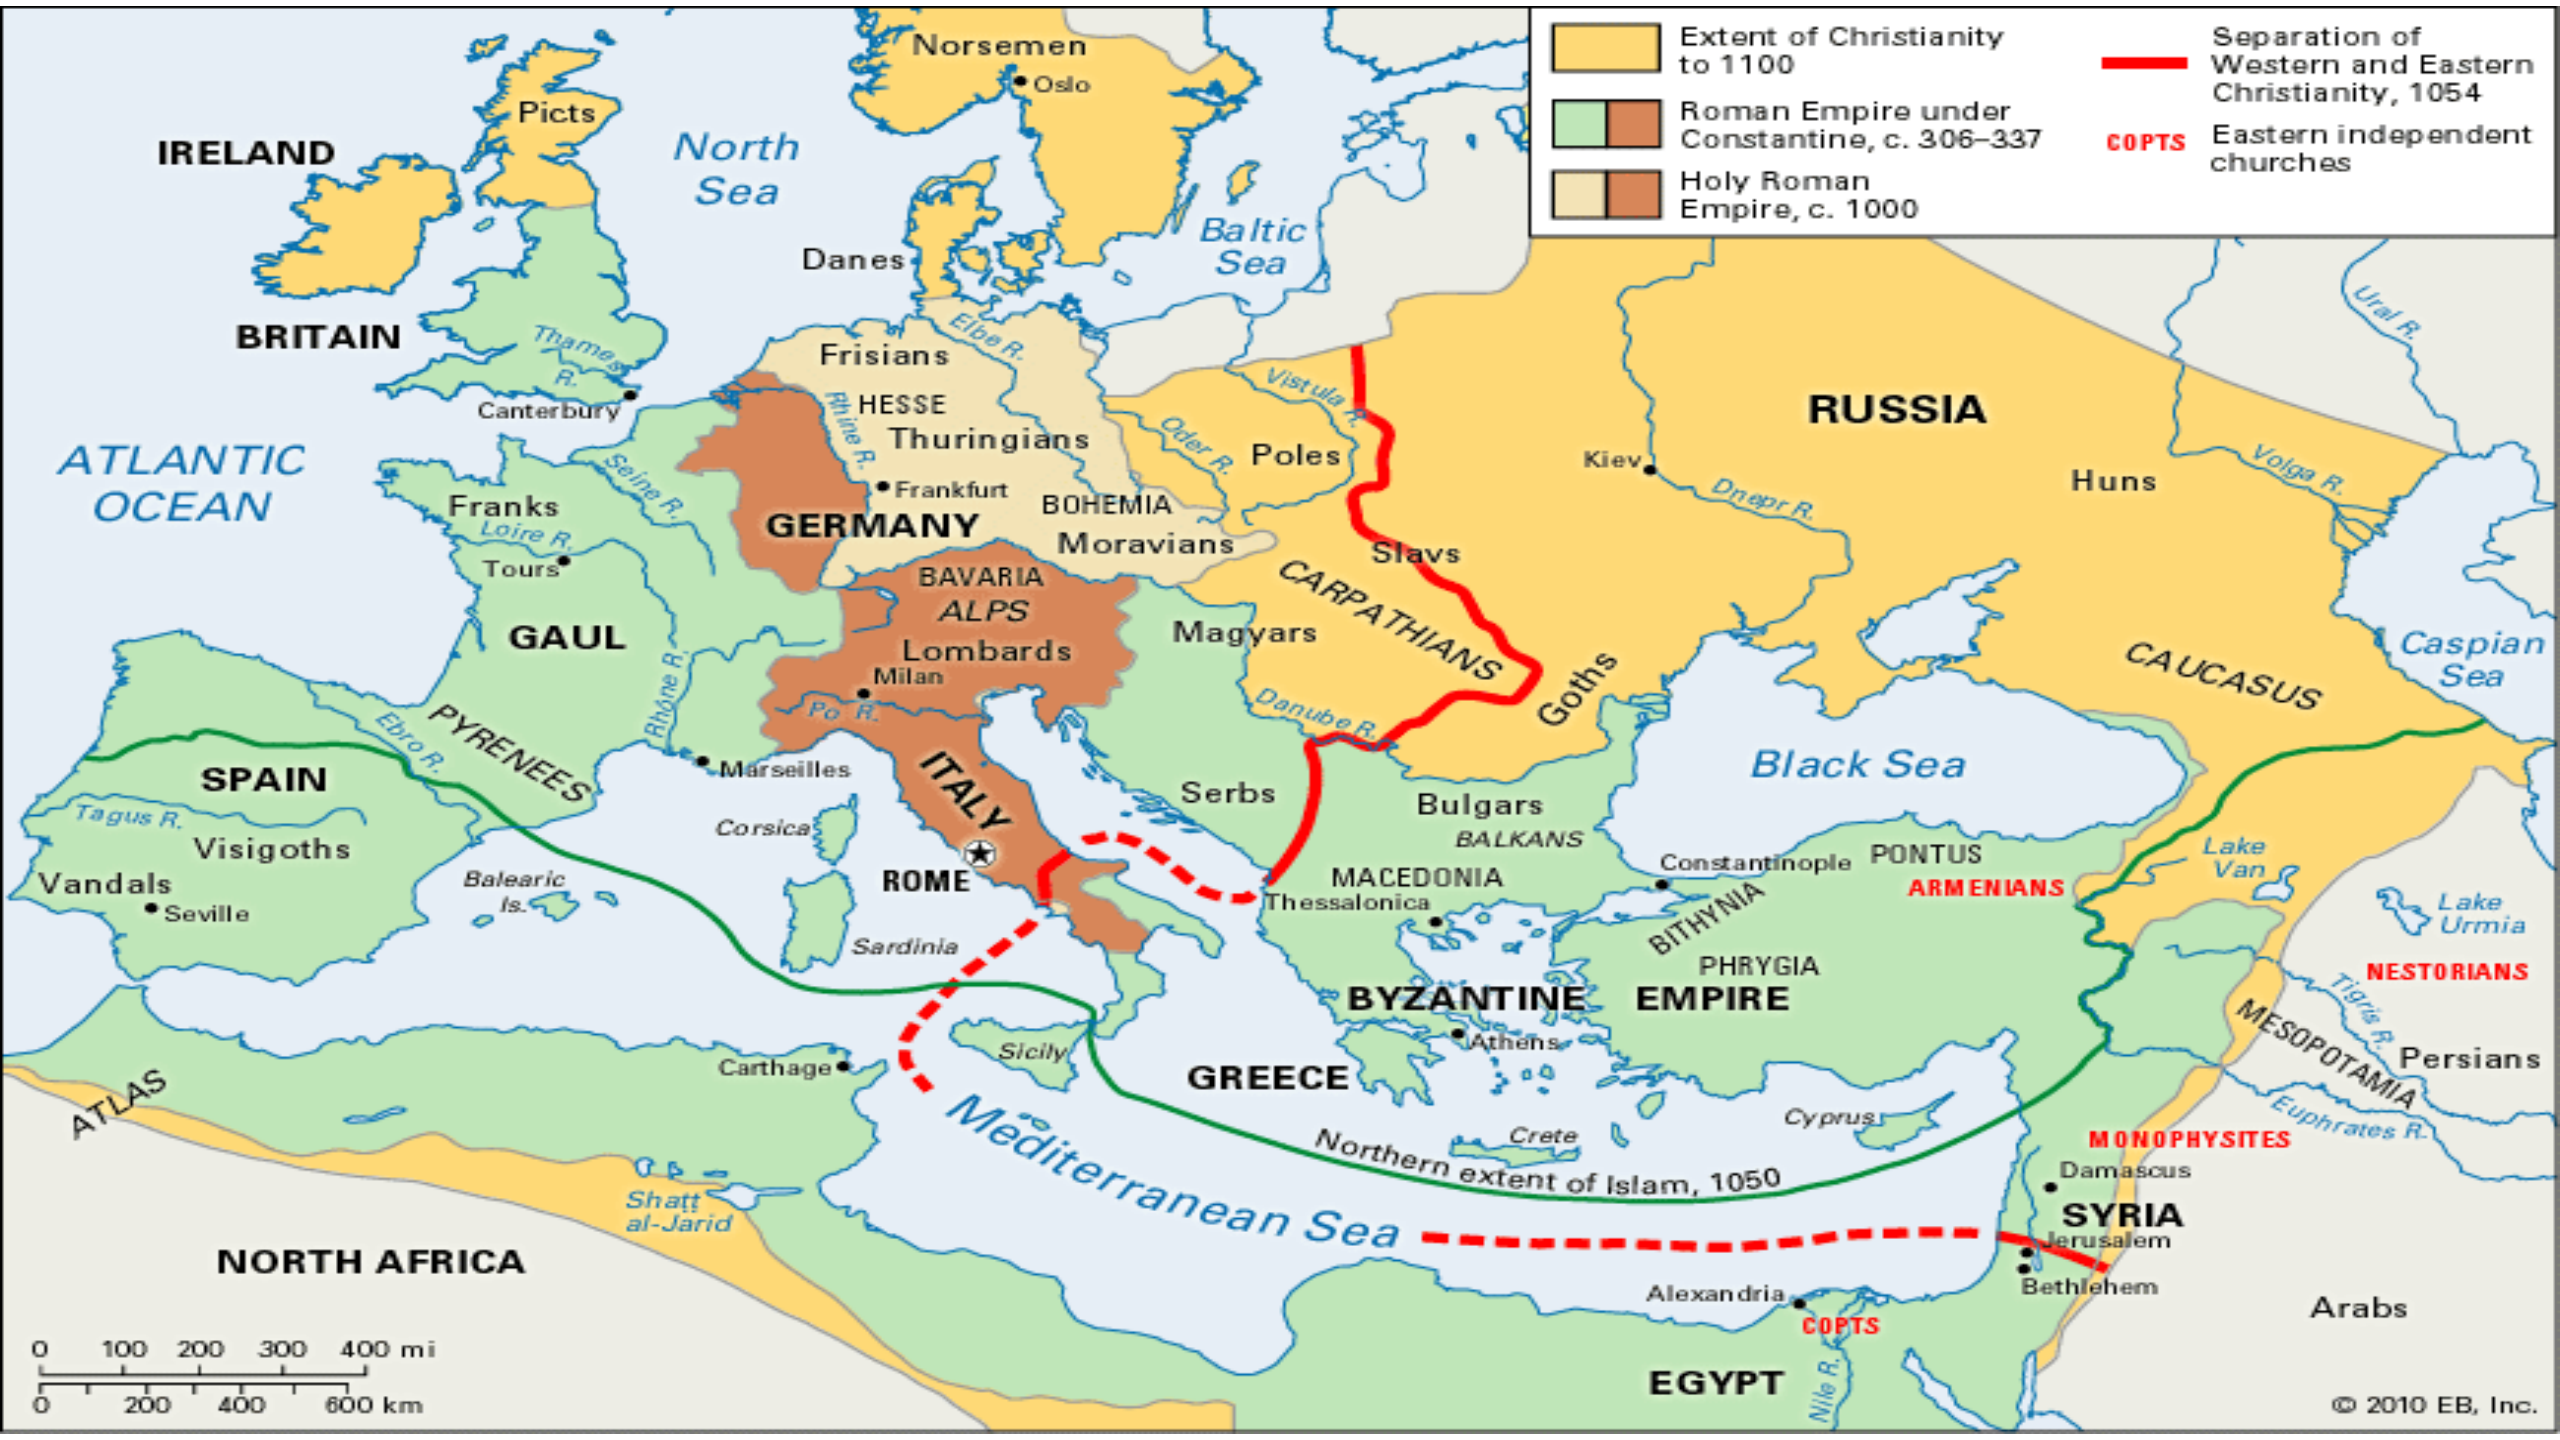 Extent of Christianity
to 1100
Roman Empire under
Constantine, c. 306–337
Holy Roman
Empire, c. 1000
Separation of
Western and Eastern
Christianity, 1054
COPTS
Eastern independent
churches
Norsemen
Oslo
Picts
IRELAND
North
Sea
Baltic
Sea
Danes
BRITAIN
Thames
R.
Canterbury
Elbe R.
Frisians
HESSE
Rhine R.
Thuringians
Frankfurt
BOHEMIA
GERMANY
Moravians
Vistula R.
Oder R.
Poles
Slavs
RUSSIA
Kiev
Dnepr R.
Huns
Volga R.
Ural R.
ATLANTIC
OCEAN
Seine R.
Franks
Loire R.
Tours
GAUL
Rhône R.
BAVARIA
ALPS
Lombards
Milan
Po R.
Magyars
CARPATHIANS
Goths
Danube R.
CAUCASUS
Caspian
Sea
Black Sea
PYRENEES
Ebro R.
SPAIN
Tagus R.
Visigoths
Vandals
Seville
Marseilles
Corsica
Balearic
Is.
Sardinia
ITALY
ROME
Serbs
Bulgars
BALKANS
MACEDONIA
Thessalonica
Constantinople
PONTUS
ARMENIANS
BITHYNIA
PHRYGIA
BYZANTINE
EMPIRE
Lake
Van
Lake
Urmia
NESTORIANS
Tigris R.
MESOPOTAMIA
Persians
Euphrates R.
Athens
GREECE
Sicily
Carthage
ATLAS
Crete
Cyprus
Northern extent of Islam, 1050
Mediterranean Sea
MONOPHYSITES
Damascus
SYRIA
Jerusalem
Bethlehem
Arabs
Shatt
al-Jarid
NORTH AFRICA
Alexandria
COPTS
EGYPT
Nile R.
0 100 200 300 400 mi
0 200 400 600 km
© 2010 EB, Inc.